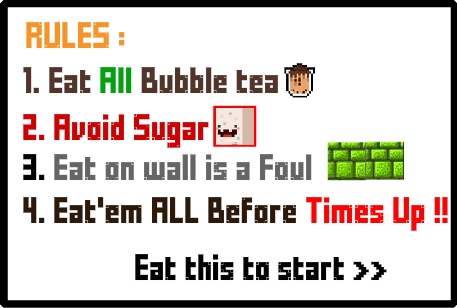 RULES :
1. Eat All Bubble tea
2. Avoid Sugar
3. Eat on wall is a Foul
4. Eat'em ALL Before Times Up !!
Eat this to start >>